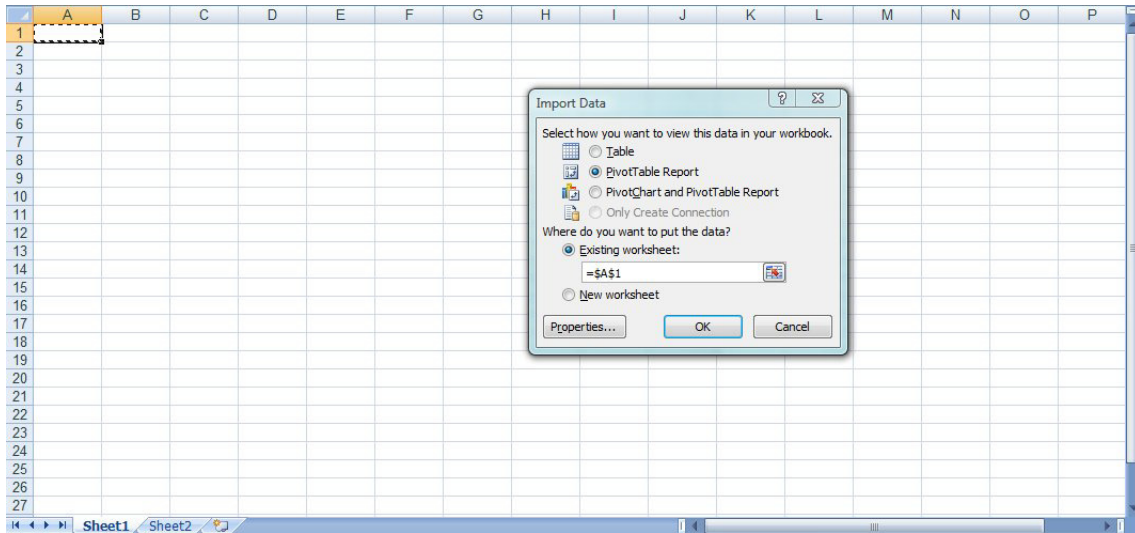 A B C D E F G H I J K L M N O P
1
2
3
4
5
6
7
8
9
10
11
12
13
14
15
16
17
18
19
20
21
22
23
24
25
26
27
Import Data
Select how you want to view this data in your workbook.
Table
PivotTable Report
PivotChart and PivotTable Report
Only Create Connection
Where do you want to put the data?
Existing worksheet:
=$A$1
New worksheet
Properties... OK Cancel
Sheet1 Sheet2